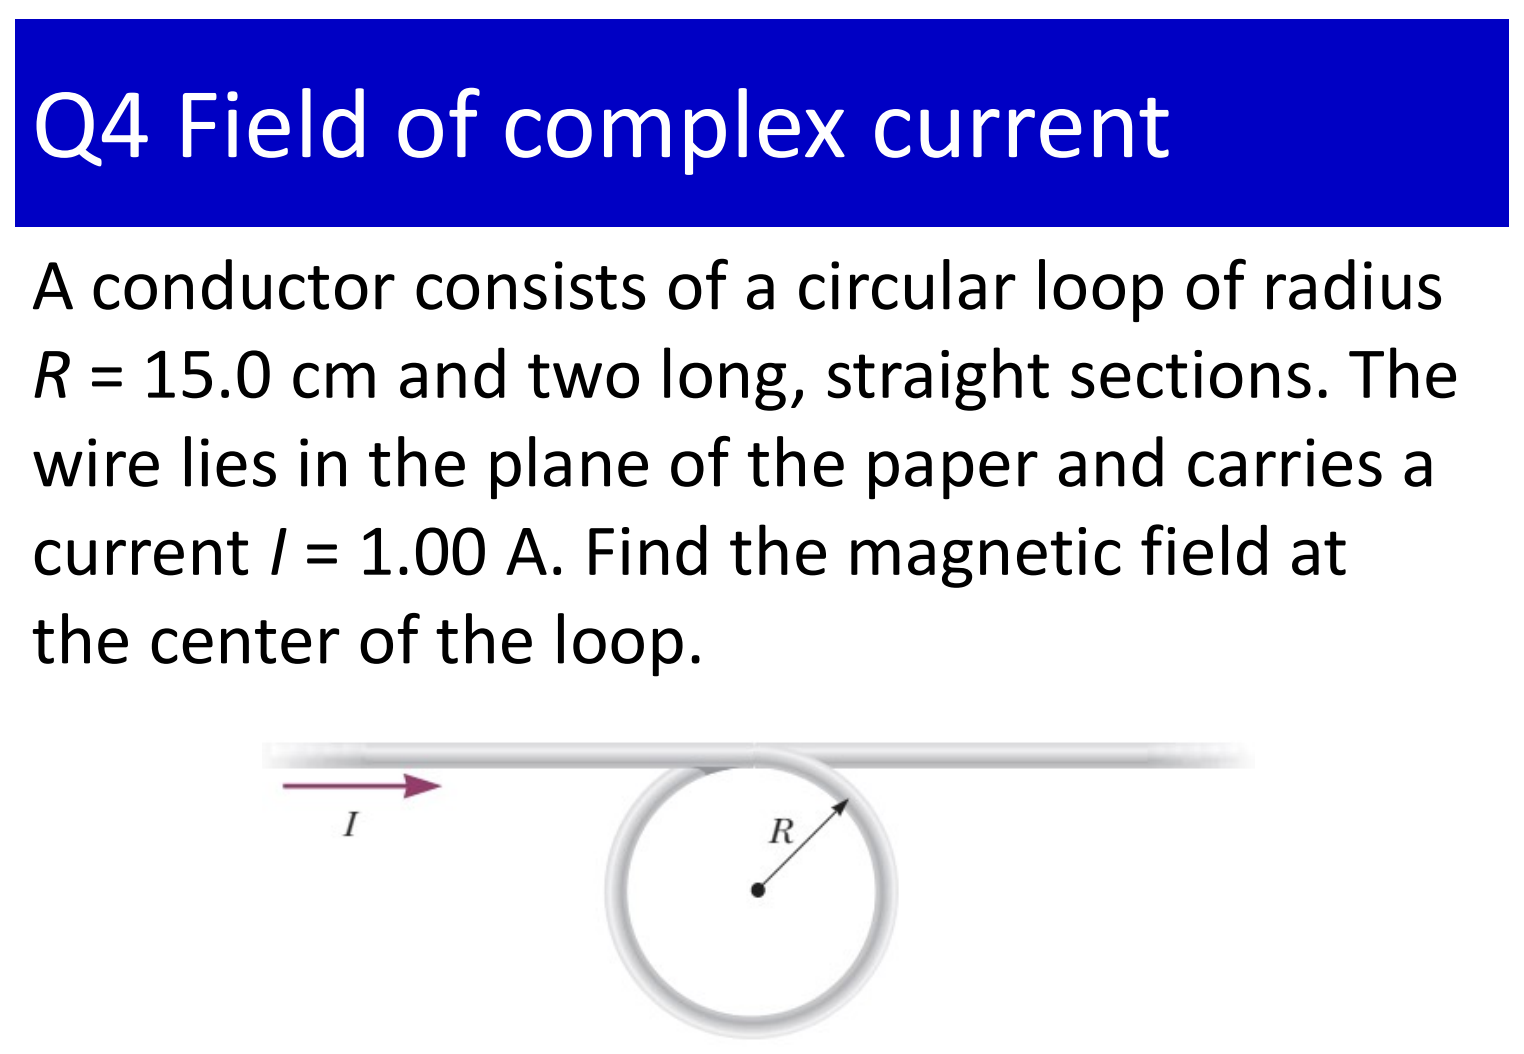 Q4 Field of complex current
A conductor consists of a circular loop of radius
R = 15.0 cm and two long, straight sections. The
wire lies in the plane of the paper and carries a
current I = 1.00 A. Find the magnetic field at
the center of the loop.
I
R